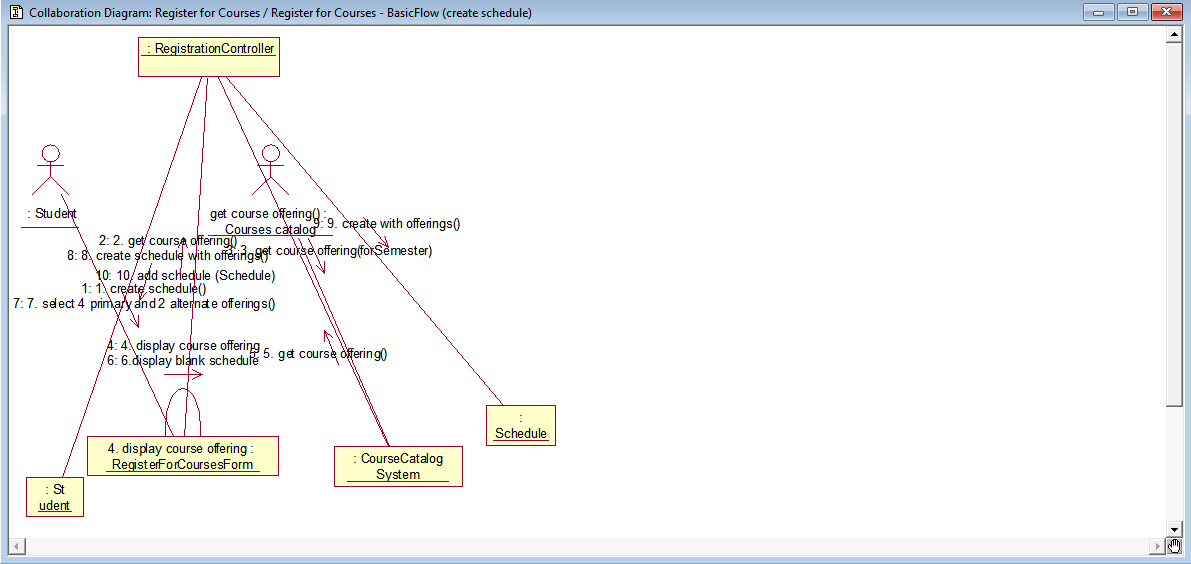 Collaboration Diagram: Register for Courses / Register for Courses - BasicFlow (create schedule)
: RegistrationController
: Student
get course offering() :
Courses catalog
9: 9. create with offerings()
2: 2. get course offering()
3: 3. get course offering(forSemester)
8: 8. create schedule with offerings()
10: 10. add schedule (Schedule)
1: 1. create schedule()
7: 7. select 4 primary and 2 alternate offerings()
4: 4. display course offering
5: 5. get course offering()
6: 6.display blank schedule
:
Schedule
4. display course offering :
RegisterForCoursesForm
: CourseCatalog
System
: St
udent